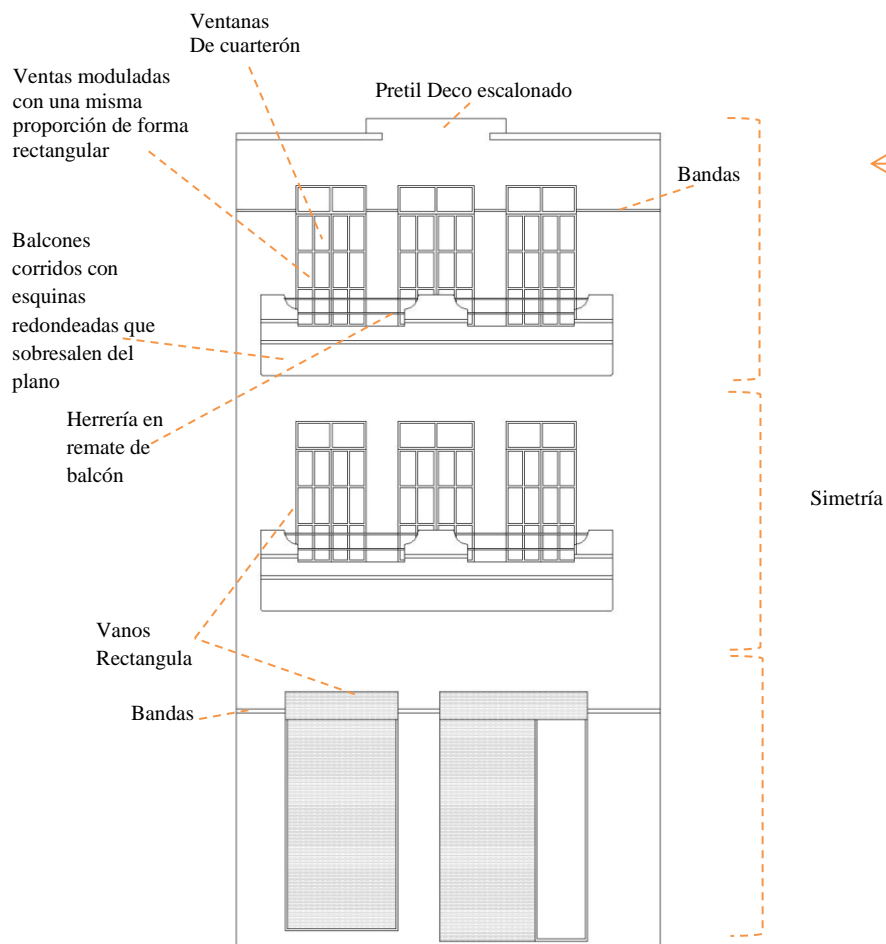 Ventanas
De cuarterón
Ventas moduladas
con una misma
proporción de forma
rectangular
Pretil Deco escalonado
Bandas
Balcones
corridos con
esquinas
redondeadas que
sobresalen del
plano
Herrería en
remate de
balcón
Simetría
Vanos
Rectangula
Bandas